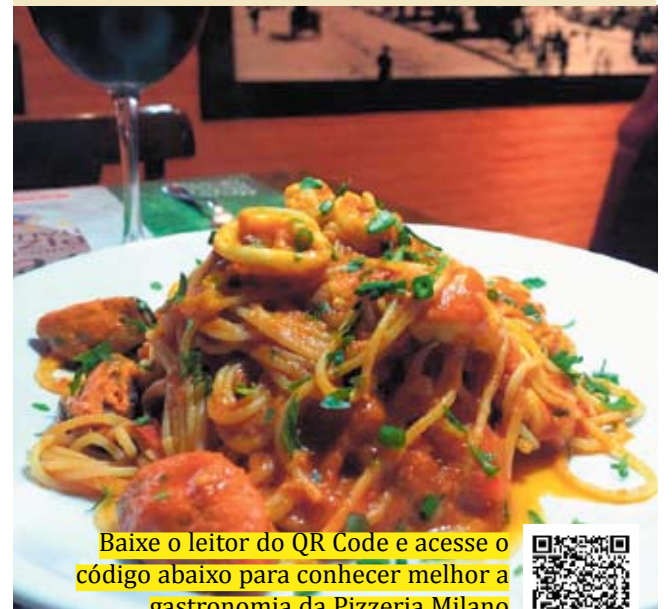 Baixe o leitor do QR Code e acesse o
código abaixo para conhecer melhor a
gastronomia da Pizzeria Milano